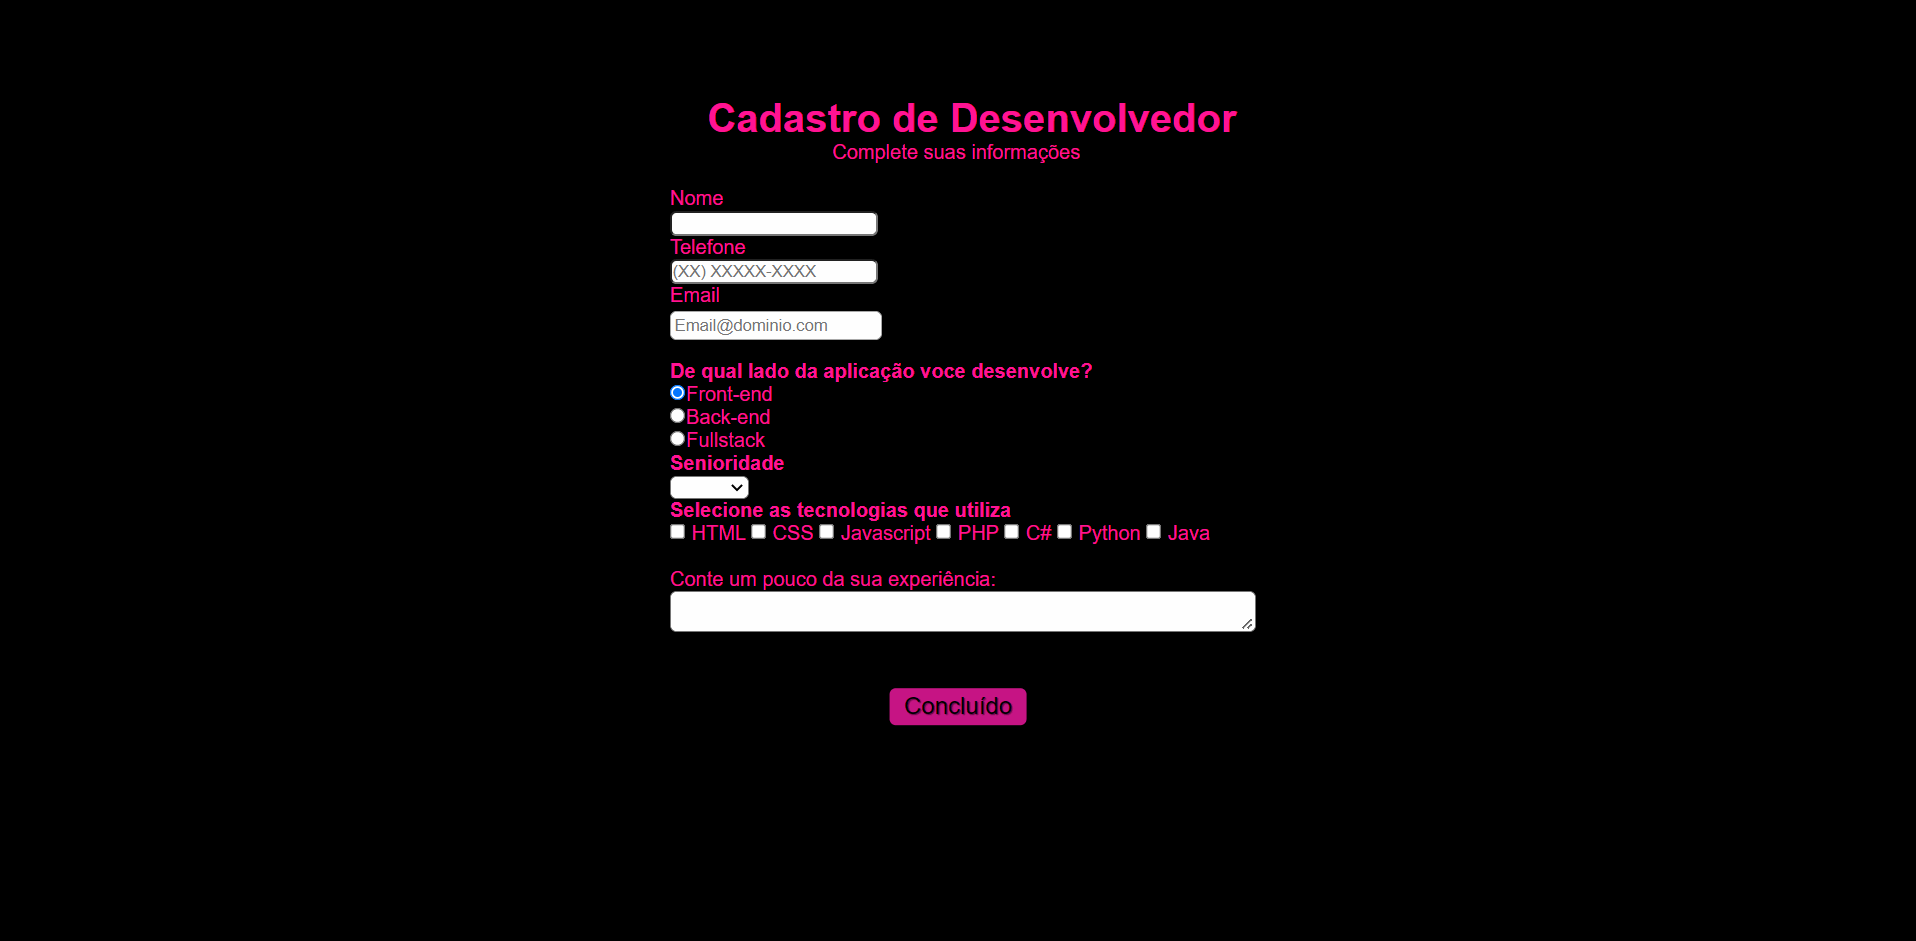 Cadastro de Desenvolvedor
Complete suas informações
Nome
Telefone
(XX) XXXXX-XXXX
Email
Email@dominio.com
De qual lado da aplicação voce desenvolve?
Front-end
Back-end
Fullstack
Senioridade
Selecione as tecnologias que utiliza
HTML CSS Javascript PHP C# Python Java
Conte um pouco da sua experiência:
Concluído